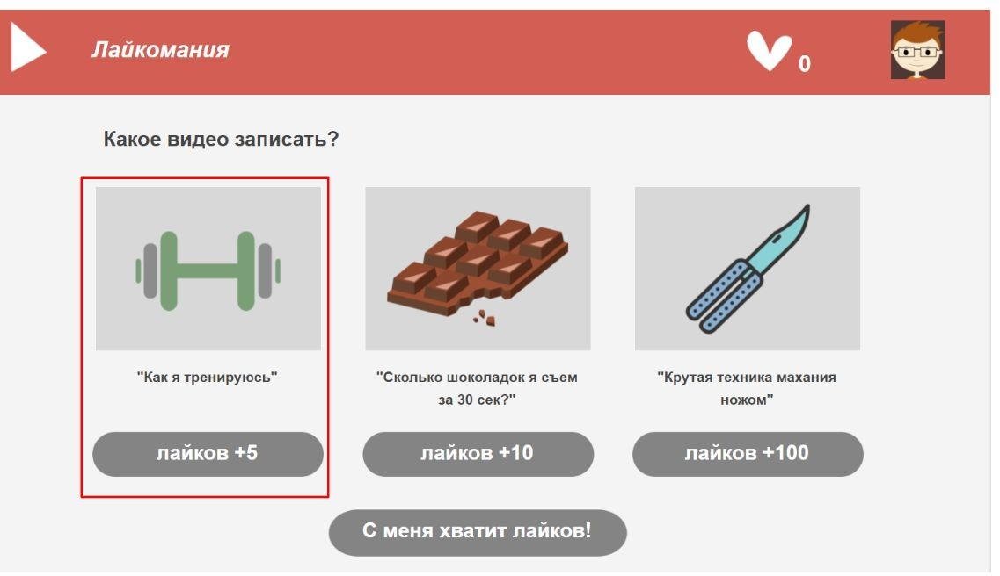 Лайкомания
0
Какое видео записать?
"Как я тренируюсь"
лайков +5
"Сколько шоколадок я съем
за 30 сек?"
лайков +10
"Крутая техника махания
ножом"
лайков +100
С меня хватит лайков!